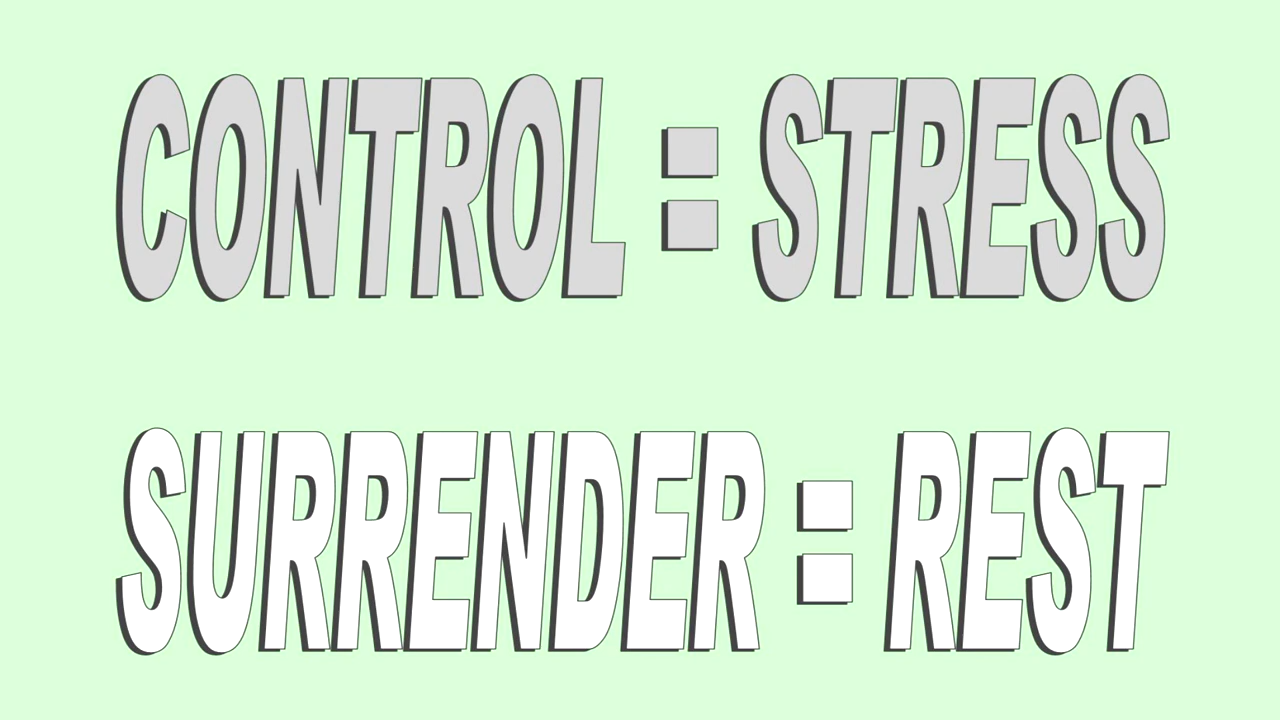 CONTROL = STRESS
SURRENDER = REST